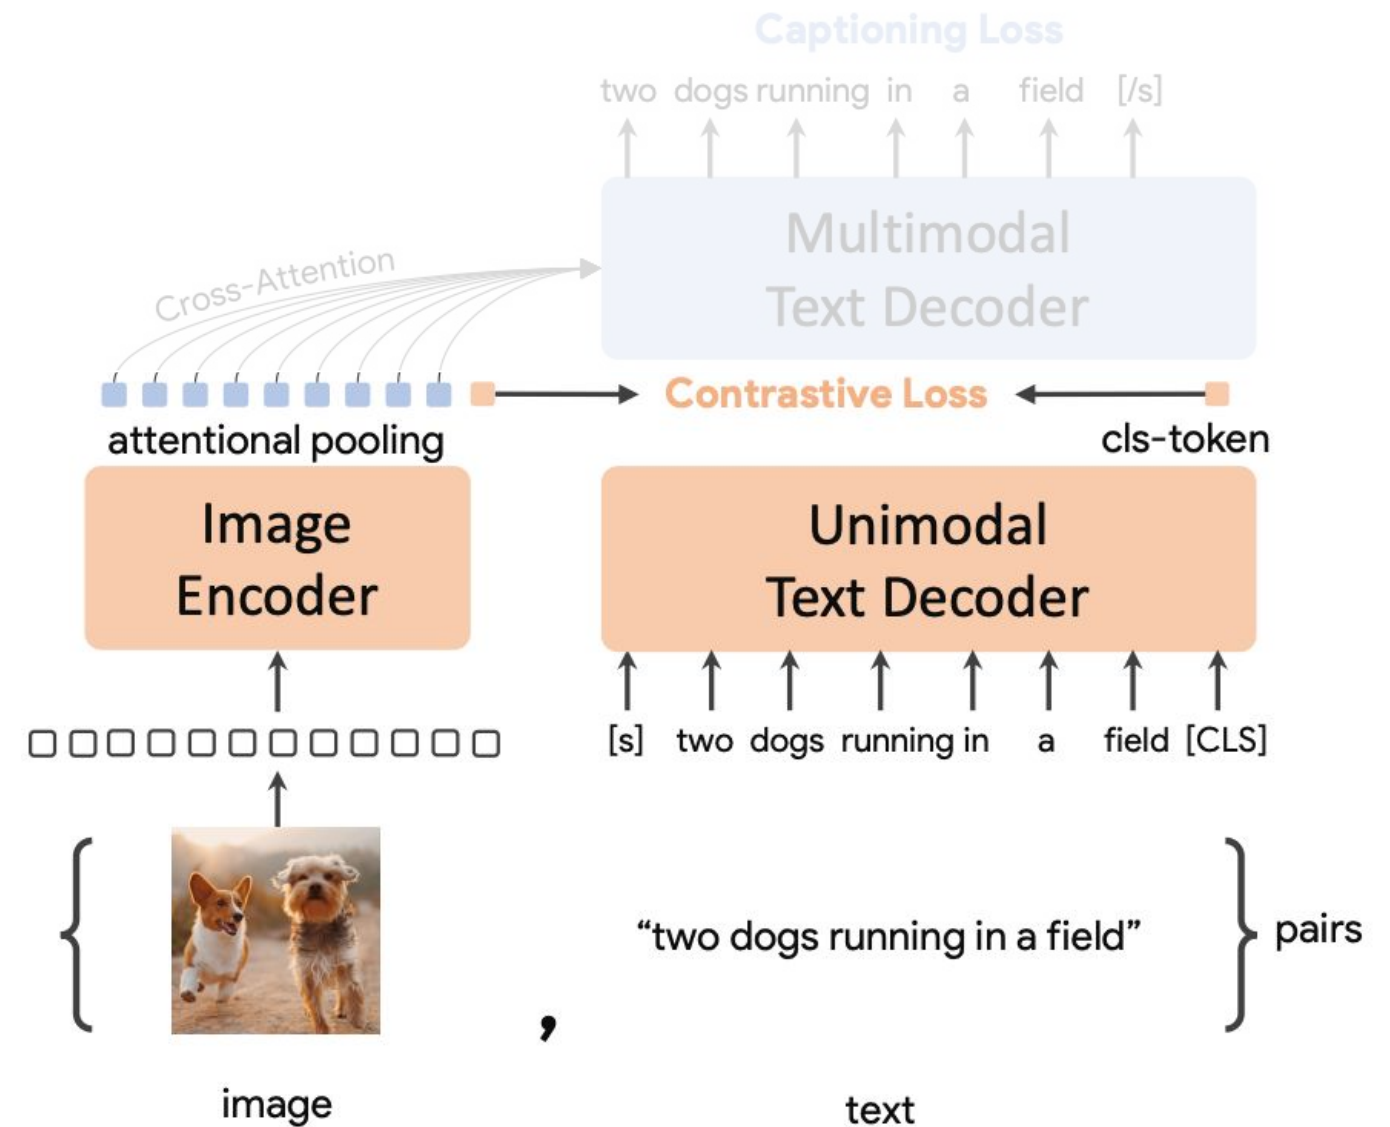 Captioning Loss
two dogs running in a field [/s]
Multimodal
Text Decoder
Cross-Attention
Contrastive Loss
attentional pooling
cls-token
Image
Encoder
Unimodal
Text Decoder
[s] two dogs running in a field [CLS]
“two dogs running in a field”
pairs
,
image
text